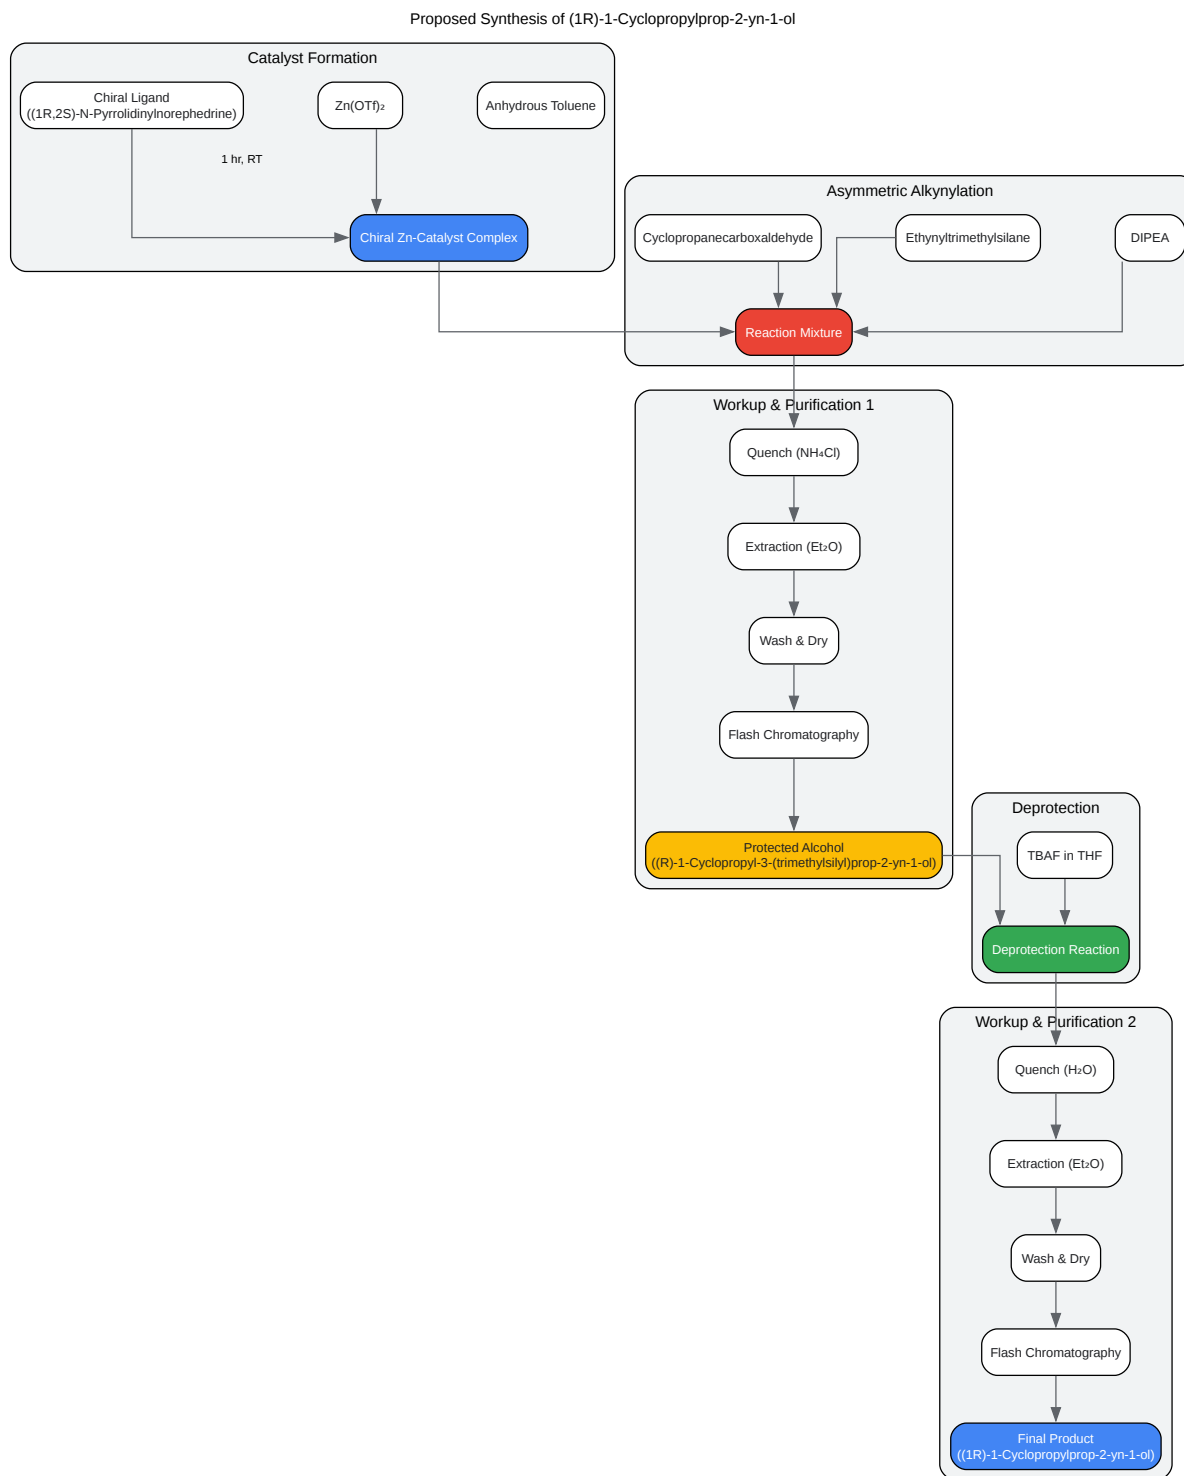 Proposed Synthesis of (1R)-1-Cyclopropylprop-2-yn-1-ol
Catalyst Formation
Chiral Ligand
((1R,2S)-N-Pyrrolidinylnorephedrine)
Zn(OTf)₂
Anhydrous Toluene
1 hr, RT
Chiral Zn-Catalyst Complex
Asymmetric Alkynylation
Cyclopropanecarboxaldehyde
Ethynyltrimethylsilane
DIPEA
Reaction Mixture
Workup & Purification 1
Quench (NH₄Cl)
Extraction (Et₂O)
Wash & Dry
Flash Chromatography
Protected Alcohol
((R)-1-Cyclopropyl-3-(trimethylsilyl)prop-2-yn-1-ol)
Deprotection
TBAF in THF
Deprotection Reaction
Workup & Purification 2
Quench (H₂O)
Extraction (Et₂O)
Wash & Dry
Flash Chromatography
Final Product
((1R)-1-Cyclopropylprop-2-yn-1-ol)